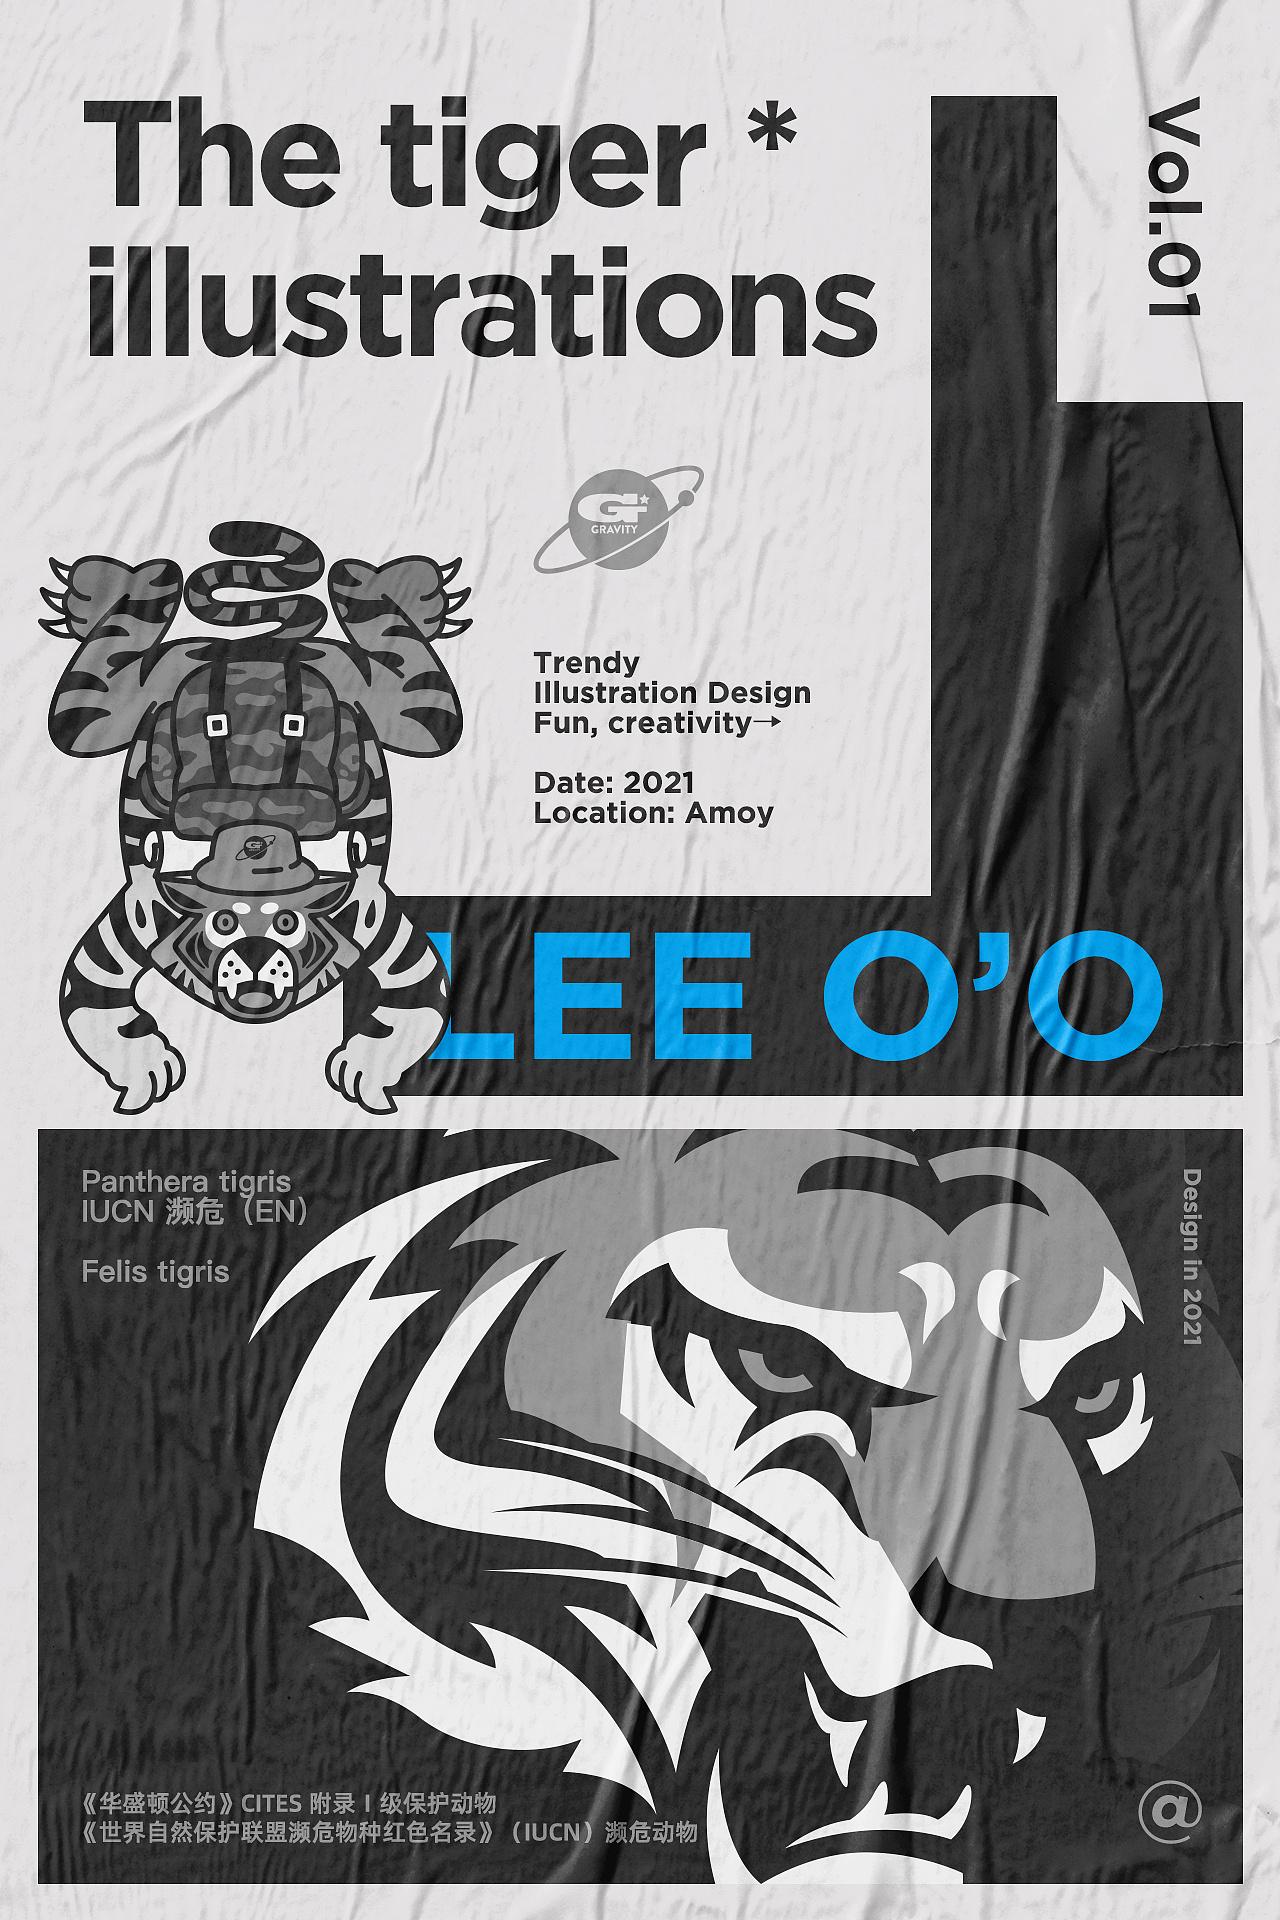 The tiger *
illustrations
Vol.01
GF
GRAVITY
Trendy
Illustration Design
Fun, creativity→
Date: 2021
Location: Amoy
LEE O’O
Panthera tigris
IUCN 濒危（EN）
Felis tigris
Design in 2021
《华盛顿公约》CITES 附录 I 级保护动物
《世界自然保护联盟濒危物种红色名录》（IUCN）濒危动物
@